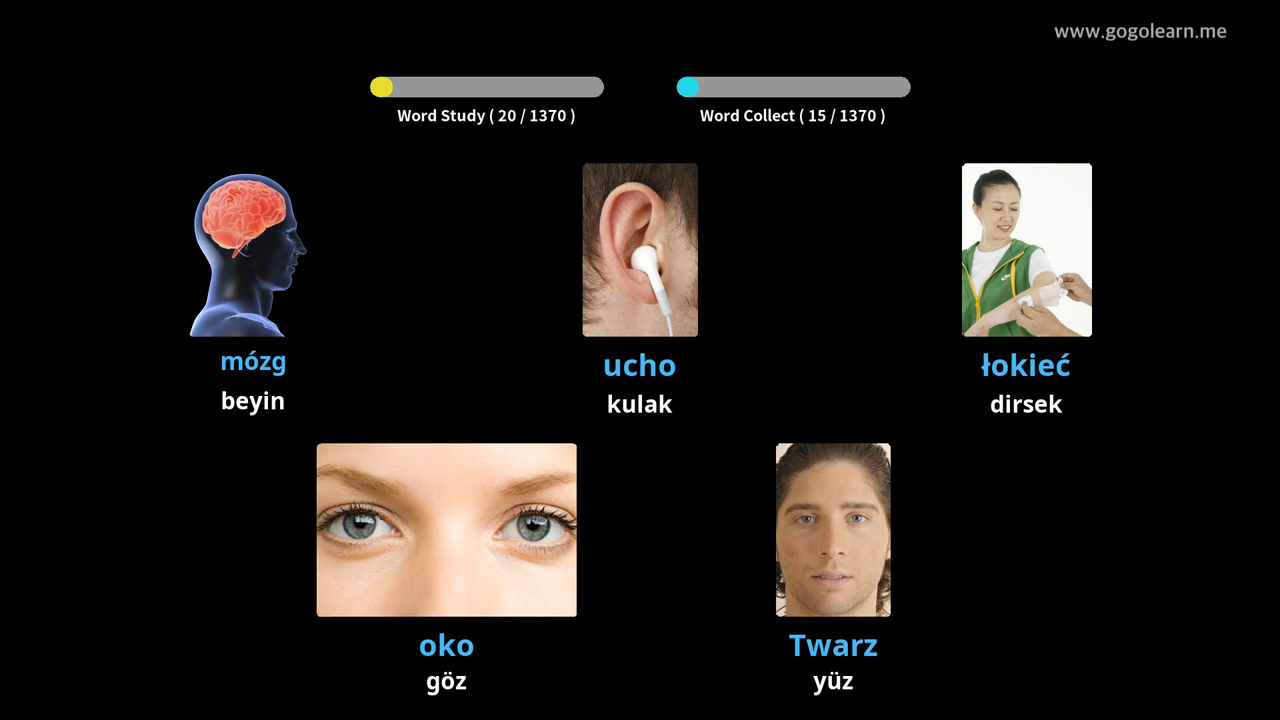 www.gogolearn.me
Word Study ( 20 / 1370 )
Word Collect ( 15 / 1370 )
mózg
beyin
ucho
kulak
łokieć
dirsek
oko
göz
Twarz
yüz